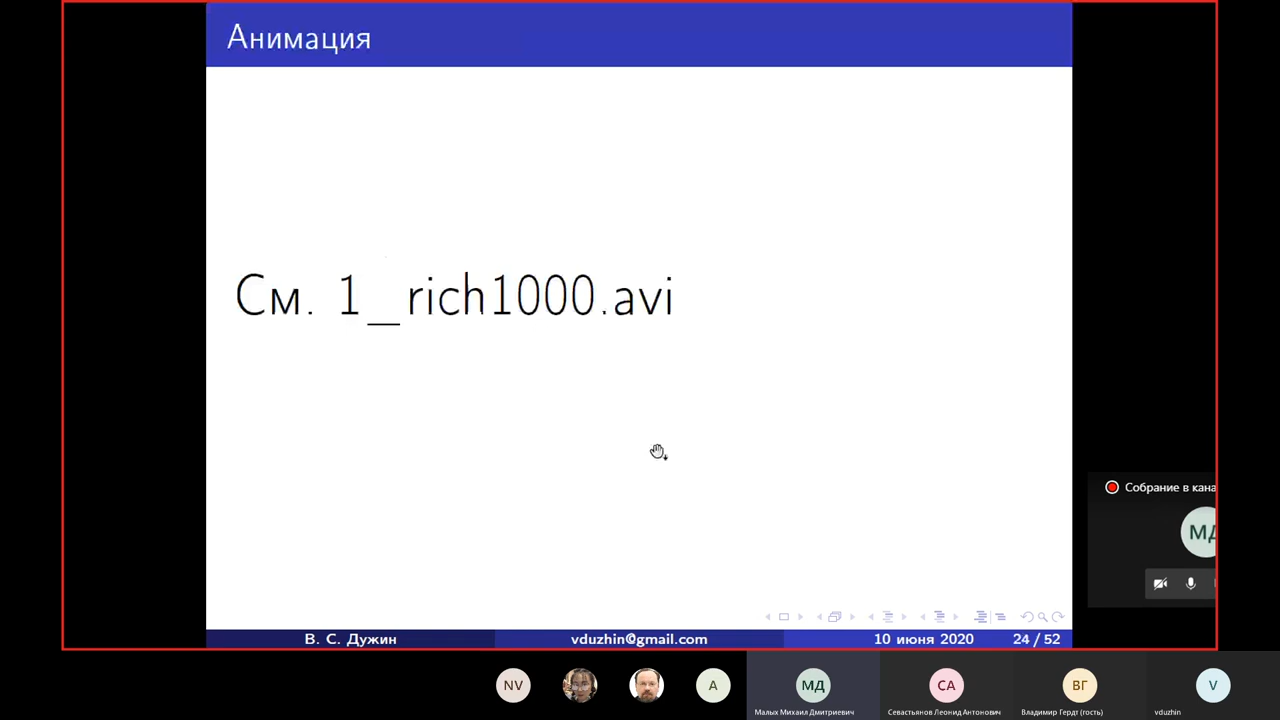 Анимация
См. 1_rich1000.avi
Собрание в кана
МД
В. С. Дужин
vduzhin@gmail.com
10 июня 2020
24 / 52
NV
A
МД
СА
ВГ
V
Малых Михаил Дмитриевич
Севастьянов Леонид Антонович
Владимир Гердт (гость)
vduzhin